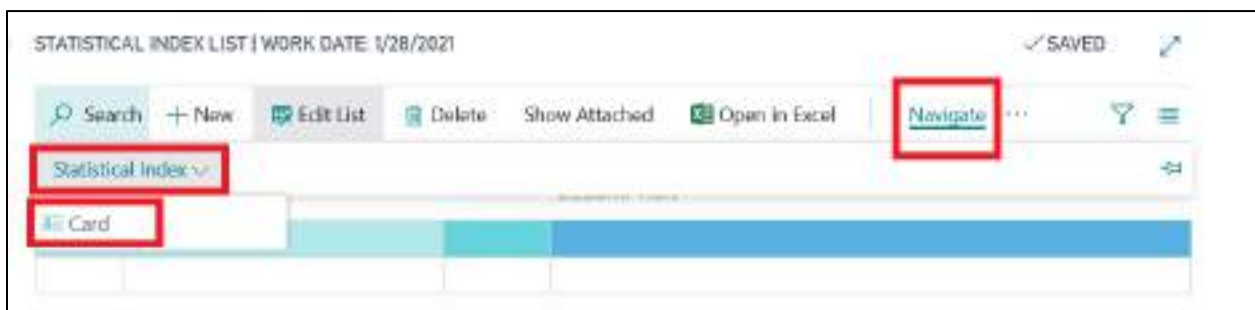 STATISTICAL INDEX LIST | WORK DATE: 1/28/2021 ✓ SAVED
Search + New Edit List Delete Show Attached Open in Excel Navigate ...
Statistical Index
Card